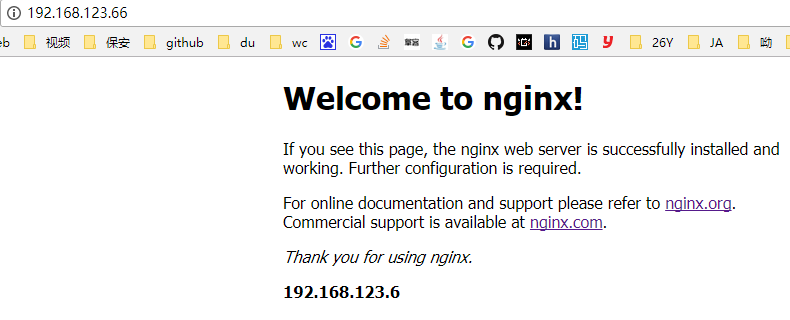 192.168.123.66
eb 视频 保安 github du wc 26Y JA 呦
Welcome to nginx!
If you see this page, the nginx web server is successfully installed and
working. Further configuration is required.
For online documentation and support please refer to nginx.org.
Commercial support is available at nginx.com.
Thank you for using nginx.
192.168.123.6